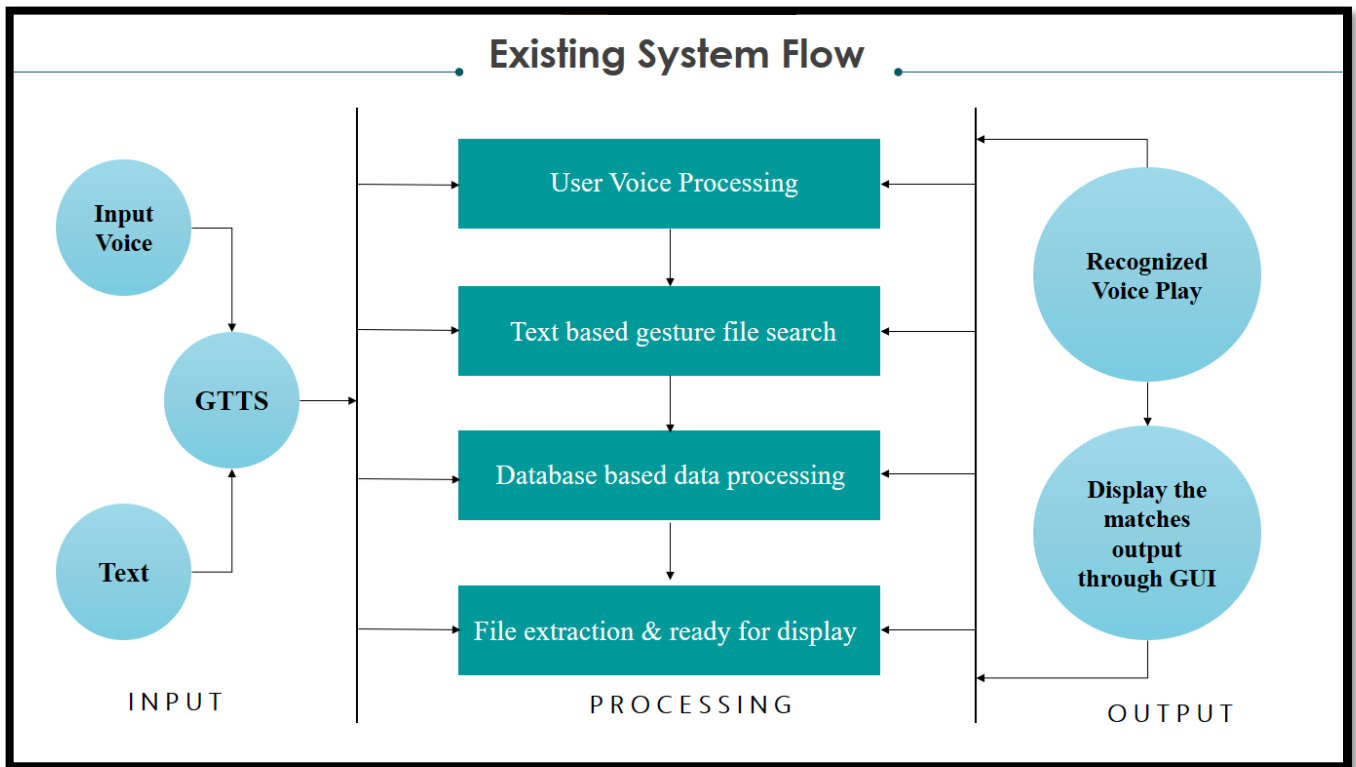 Existing System Flow
Input
Voice
GTTS
Text
INPUT
User Voice Processing
Text based gesture file search
Database based data processing
File extraction & ready for display
PROCESSING
Recognized
Voice Play
Display the
matches
output
through GUI
OUTPUT